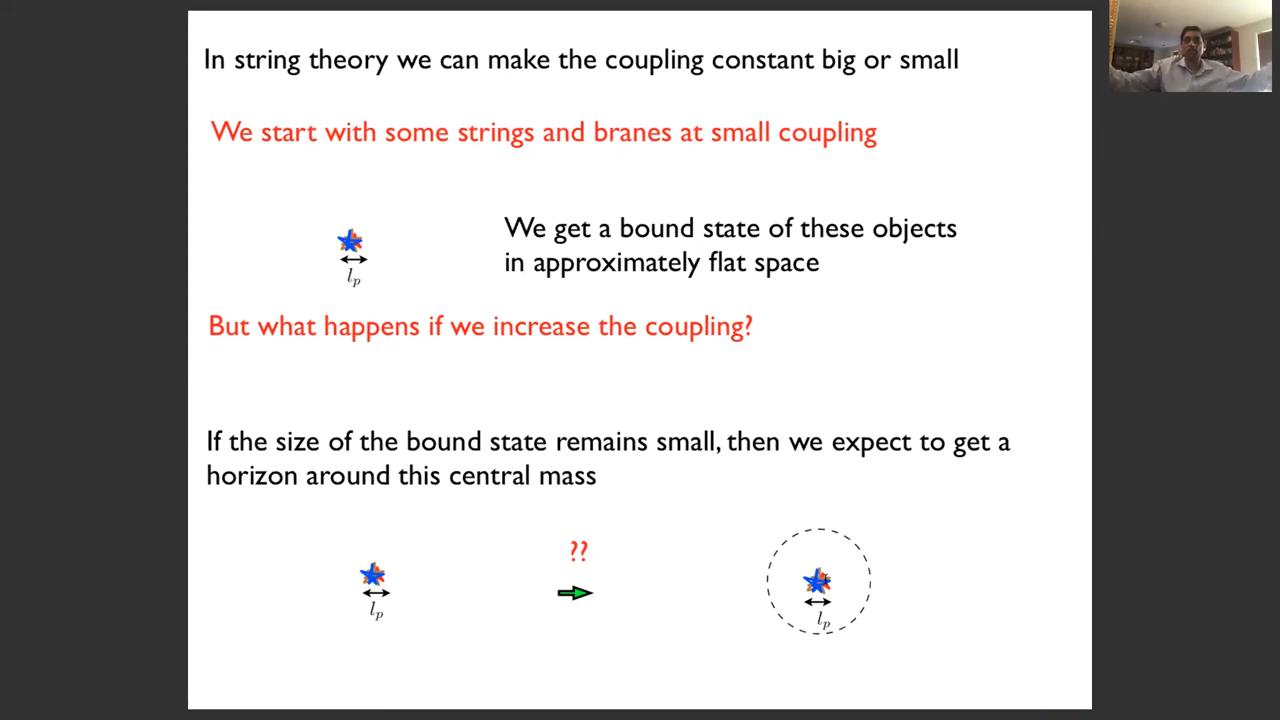 In string theory we can make the coupling constant big or small
We start with some strings and branes at small coupling
We get a bound state of these objects
in approximately flat space
l_p
But what happens if we increase the coupling?
If the size of the bound state remains small, then we expect to get a
horizon around this central mass
??
l_p
l_p